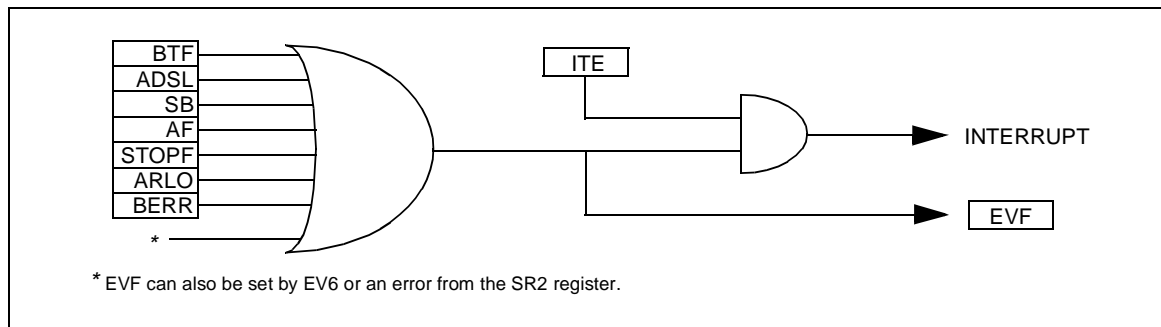 BTF
ADSL
SB
AF
STOPF
ARLO
BERR
*
ITE
INTERRUPT
EVF
* EVF can also be set by EV6 or an error from the SR2 register.